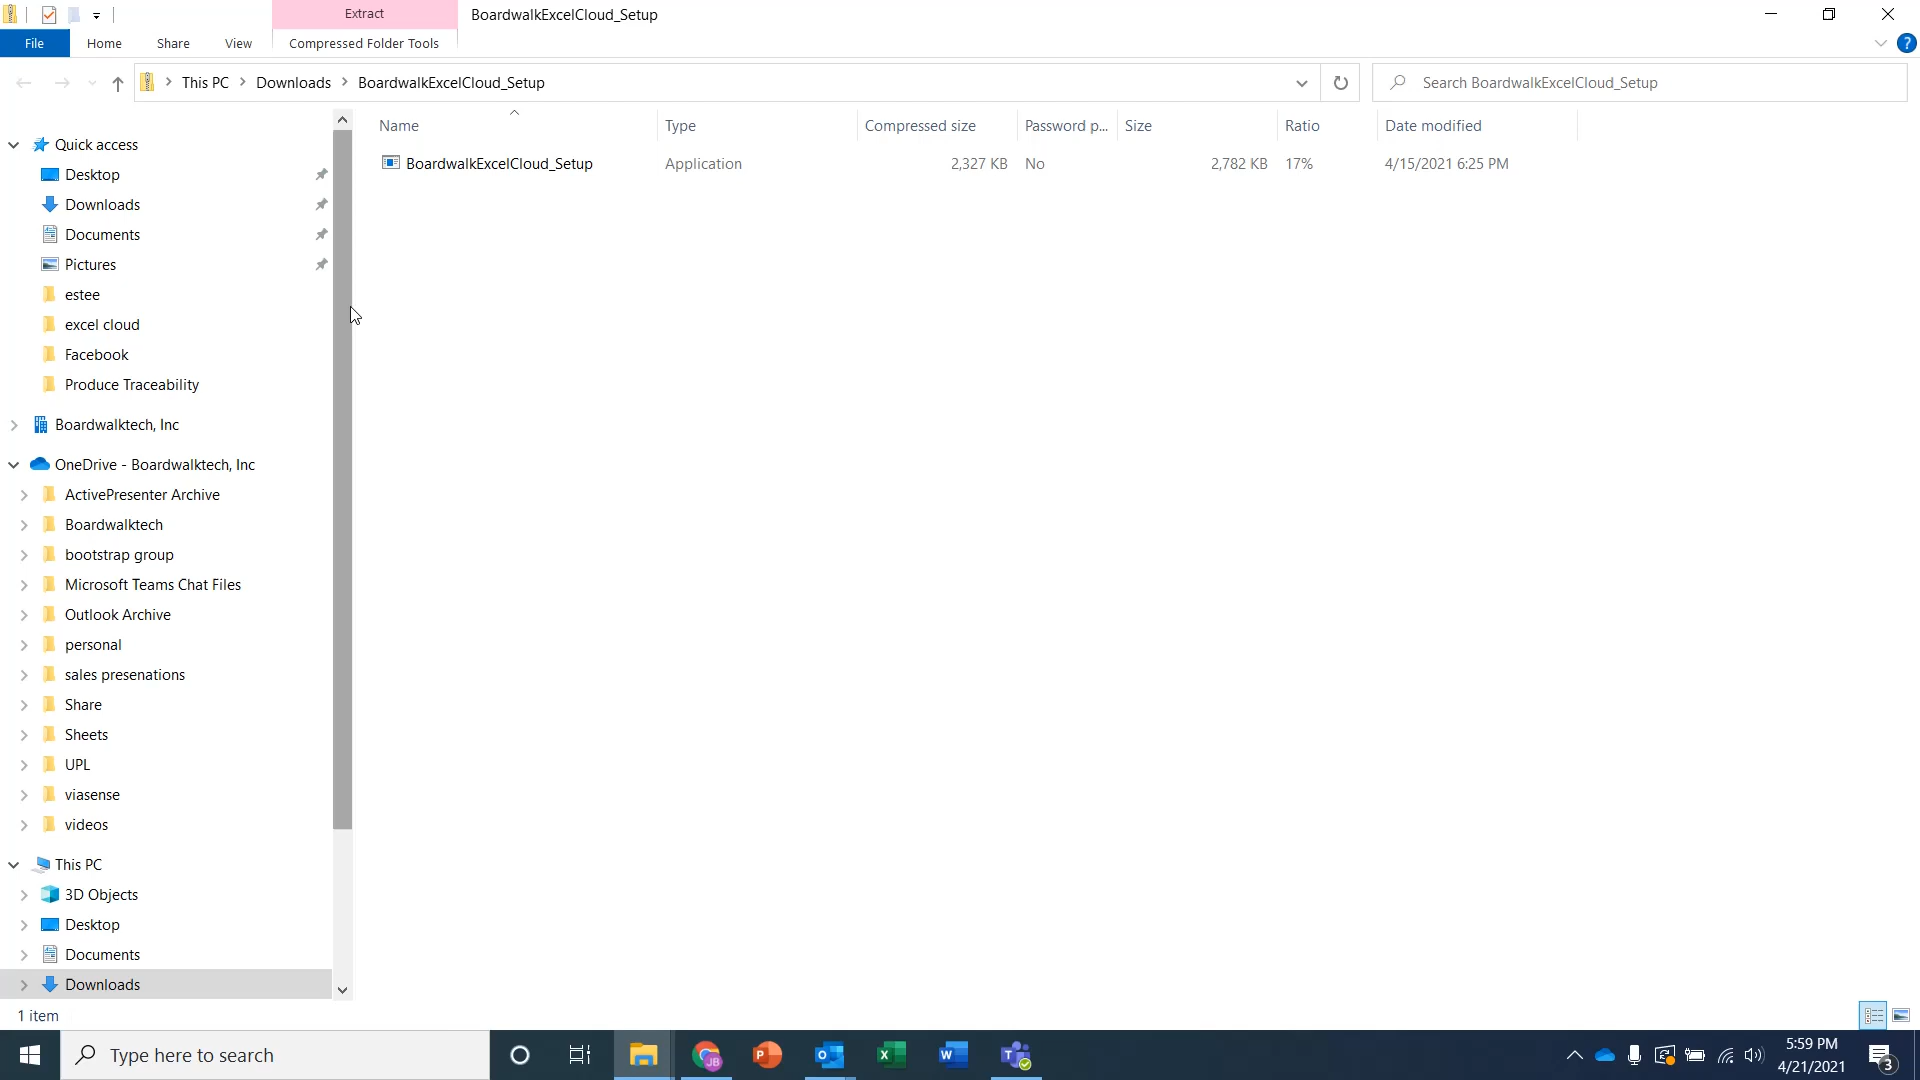 Extract
BoardwalkExcelCloud_Setup
File
Home
Share
View
Compressed Folder Tools
?
This PC
Downloads
BoardwalkExcelCloud_Setup
Search BoardwalkExcelCloud_Setup
Name
Type
Compressed size
Password p...
Size
Ratio
Date modified
BoardwalkExcelCloud_Setup
Application
2,327 KB
No
2,782 KB
17%
4/15/2021 6:25 PM
Quick access
Desktop
Downloads
Documents
Pictures
estee
excel cloud
Facebook
Produce Traceability
Boardwalktech, Inc
OneDrive - Boardwalktech, Inc
ActivePresenter Archive
Boardwalktech
bootstrap group
Microsoft Teams Chat Files
Outlook Archive
personal
sales presenations
Share
Sheets
UPL
viasense
videos
This PC
3D Objects
Desktop
Documents
Downloads
1 item
Type here to search
JB
P
O
X
W
T
5:59 PM
4/21/2021
3